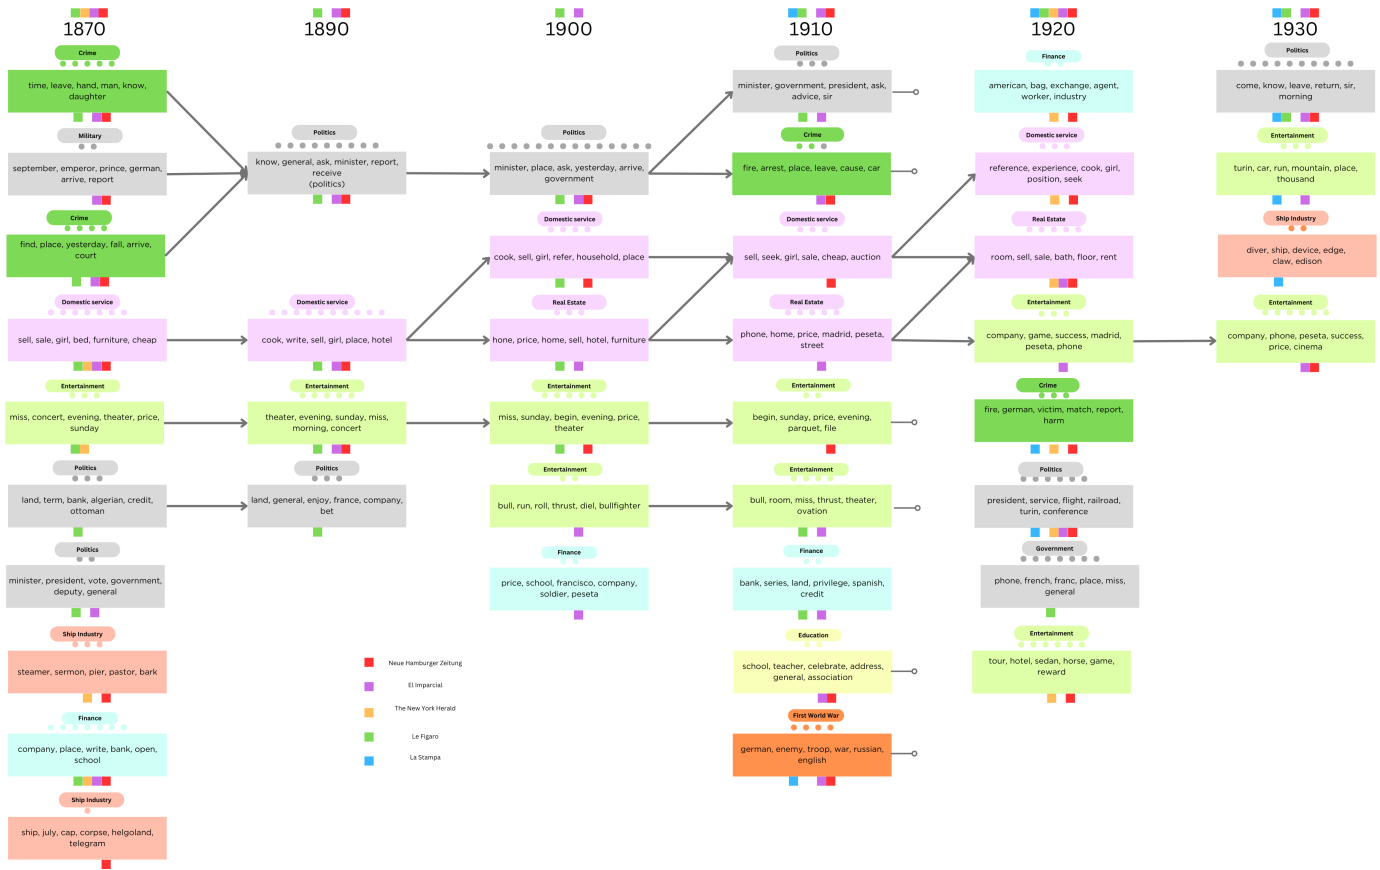 1870
Crime
time, leave, hand, man, know,
daughter
Military
september, emperor, prince, german,
arrive, report
Crime
find, place, yesterday, fall, arrive,
court
Domestic service
sell, sale, girl, bed, furniture, cheap
Entertainment
miss, concert, evening, theater, price,
sunday
Politics
land, term, bank, algerian, credit,
ottoman
Politics
minister, president, vote, government,
deputy, general
Ship Industry
steamer, sermon, pier, pastor, bark
Finance
company, place, write, bank, open,
school
Ship Industry
ship, july, cap, corpse, helgoland,
telegram
1890
Politics
know, general, ask, minister, report,
receive
(politics)
Domestic service
cook, write, sell, girl, place, hotel
Entertainment
theater, evening, sunday, miss,
morning, concert
Politics
land, general, enjoy, france, company,
bet
1900
Politics
minister, place, ask, yesterday, arrive,
government
Domestic service
cook, sell, girl, refer, household, place
Real Estate
hone, price, home, sell, hotel, furniture
Entertainment
miss, sunday, begin, evening, price,
theater
Entertainment
bull, run, roll, thrust, diel, bullfighter
Finance
price, school, francisco, company,
soldier, peseta
1910
Politics
minister, government, president, ask,
advice, sir
Crime
fire, arrest, place, leave, cause, car
Domestic service
sell, seek, girl, sale, cheap, auction
Real Estate
phone, home, price, madrid, peseta,
street
Entertainment
begin, sunday, price, evening,
parquet, file
Entertainment
bull, room, miss, thrust, theater,
ovation
Finance
bank, series, land, privilege, spanish,
credit
Education
school, teacher, celebrate, address,
general, association
First World War
german, enemy, troop, war, russian,
english
1920
Finance
american, bag, exchange, agent,
worker, industry
Domestic service
reference, experience, cook, girl,
position, seek
Real Estate
room, sell, sale, bath, floor, rent
Entertainment
company, game, success, madrid,
peseta, phone
Crime
fire, german, victim, match, report,
harm
Politics
president, service, flight, railroad,
turin, conference
Government
phone, french, franc, place, miss,
general
Entertainment
tour, hotel, sedan, horse, game,
reward
1930
Politics
come, know, leave, return, sir,
morning
Entertainment
turin, car, run, mountain, place,
thousand
Ship Industry
diver, ship, device, edge,
claw, edison
Entertainment
company, phone, peseta, success,
price, cinema
Neue Hamburger Zeitung
El Imparcial
The New York Herald
Le Figaro
La Stampa